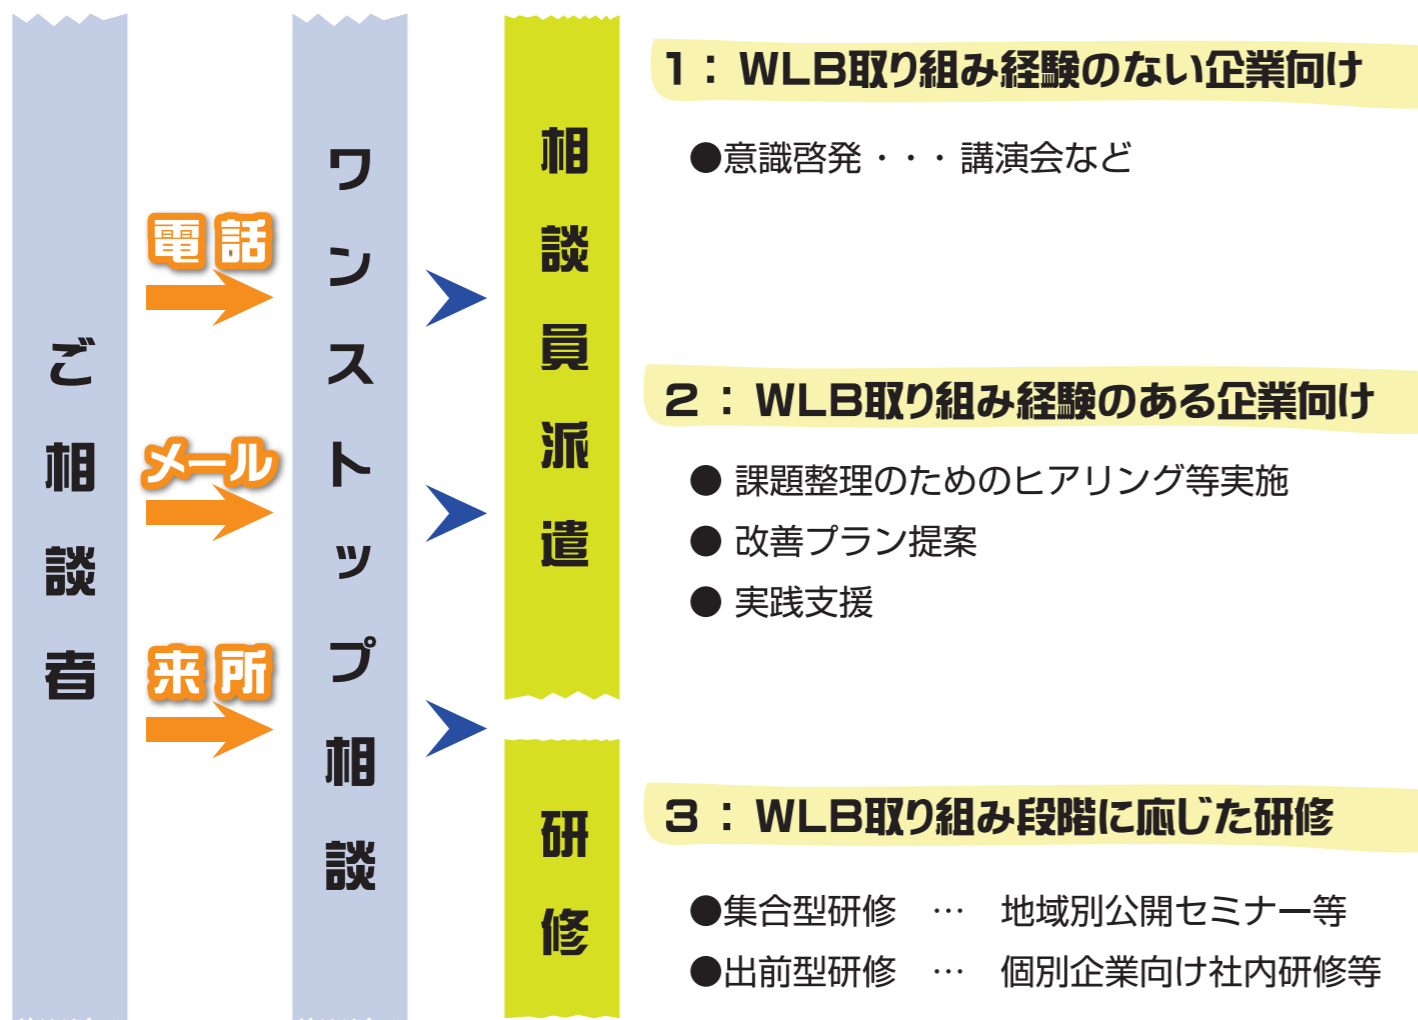 ご相談者
電話
メール
来所
ワンストップ相談
相談員派遣
1：WLB取り組み経験のない企業向け
●意識啓発・・・講演会など
2：WLB取り組み経験のある企業向け
● 課題整理のためのヒアリング等実施
● 改善プラン提案
● 実践支援
研修
3：WLB取り組み段階に応じた研修
●集合型研修　…　地域別公開セミナー等
●出前型研修　…　個別企業向け社内研修等